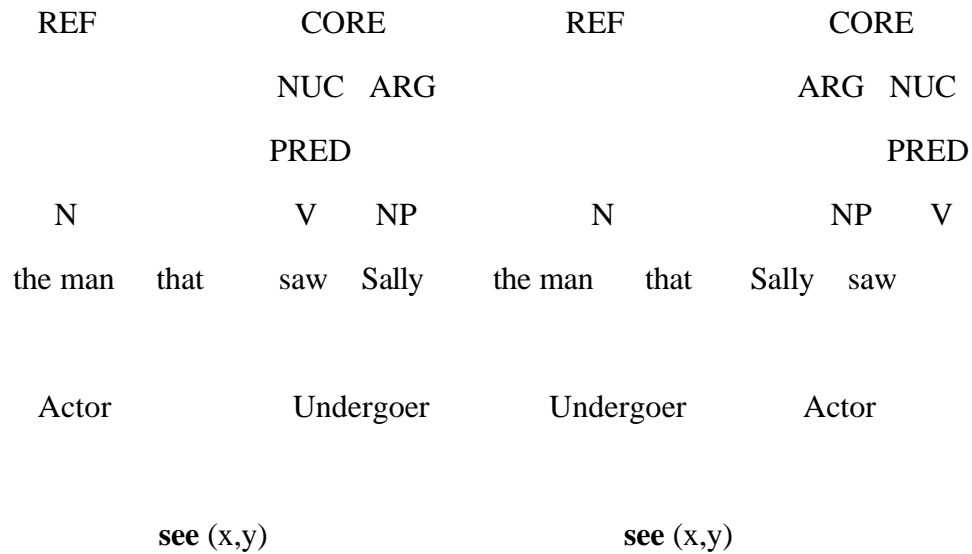 REF CORE REF CORE
NUC ARG ARG NUC
PRED PRED
N V NP N NP V
the man that saw Sally the man that Sally saw
Actor Undergoer Undergoer Actor
see (x,y) see (x,y)